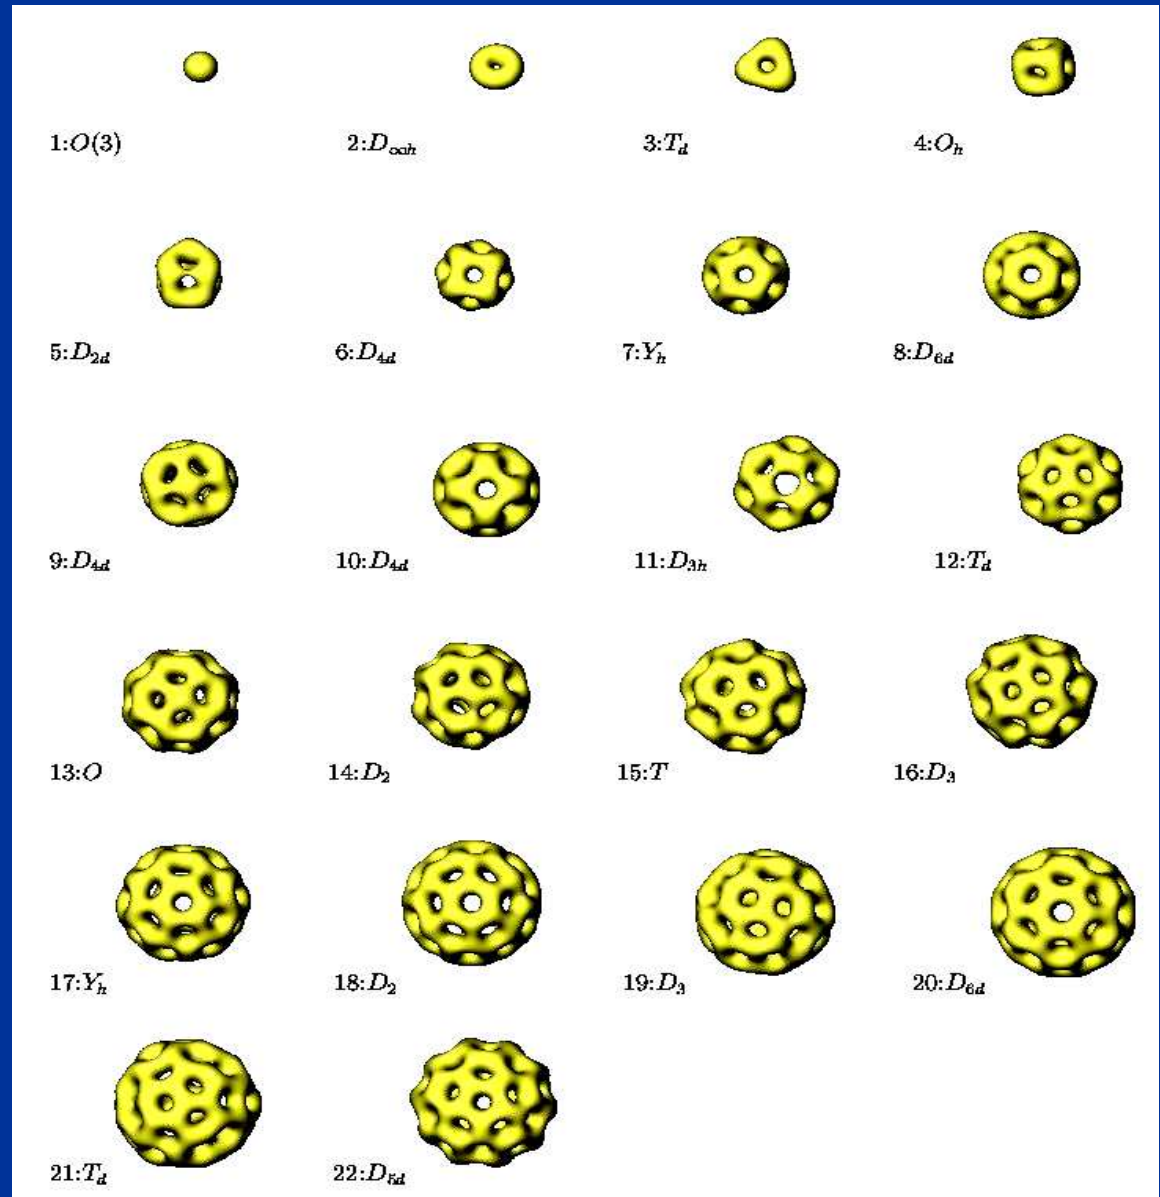 1:O(3) 2:D∞h 3:Td 4:Oh
5:D2d 6:D4d 7:Yh 8:D6d
9:D4d 10:D4d 11:D3h 12:Td
13:O 14:D2 15:T 16:D3
17:Yh 18:D2 19:D3 20:D6d
21:Td 22:D5d